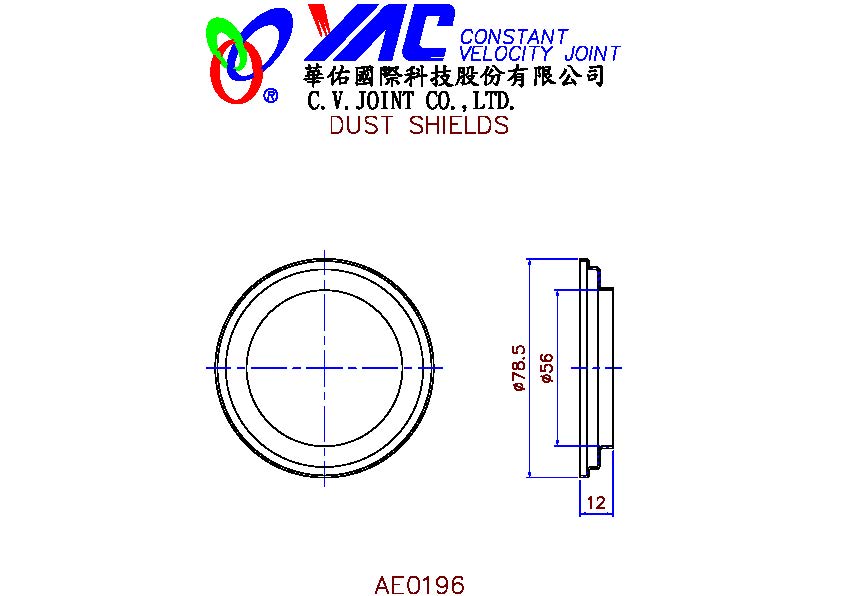 YAC CONSTANT
VELOCITY JOINT
®
華佑國際科技股份有限公司
C.V.JOINT CO.,LTD.
DUST SHIELDS
ø78.5
ø56
12
AE0196